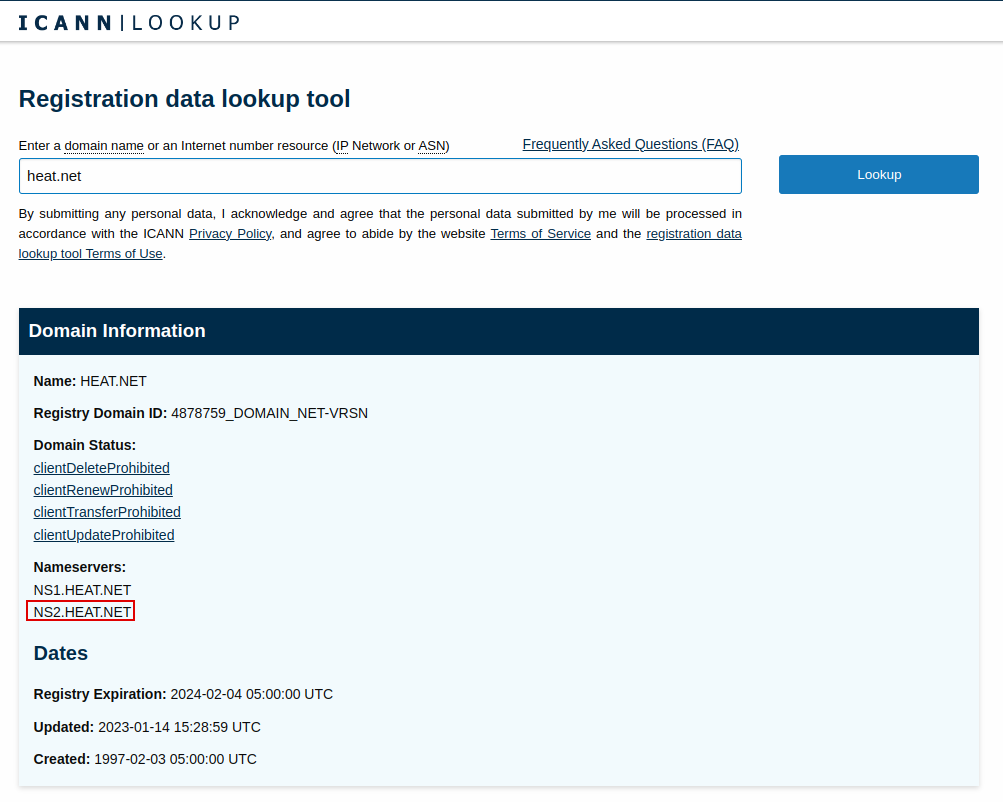 ICANN|LOOKUP
Registration data lookup tool
Enter a domain name or an Internet number resource (IP Network or ASN)
Frequently Asked Questions (FAQ)
heat.net
Lookup
By submitting any personal data, I acknowledge and agree that the personal data submitted by me will be processed in
accordance with the ICANN Privacy Policy, and agree to abide by the website Terms of Service and the registration data
lookup tool Terms of Use.
Domain Information
Name: HEAT.NET
Registry Domain ID: 4878759_DOMAIN_NET-VRSN
Domain Status:
clientDeleteProhibited
clientRenewProhibited
clientTransferProhibited
clientUpdateProhibited
Nameservers:
NS1.HEAT.NET
NS2.HEAT.NET
Dates
Registry Expiration: 2024-02-04 05:00:00 UTC
Updated: 2023-01-14 15:28:59 UTC
Created: 1997-02-03 05:00:00 UTC